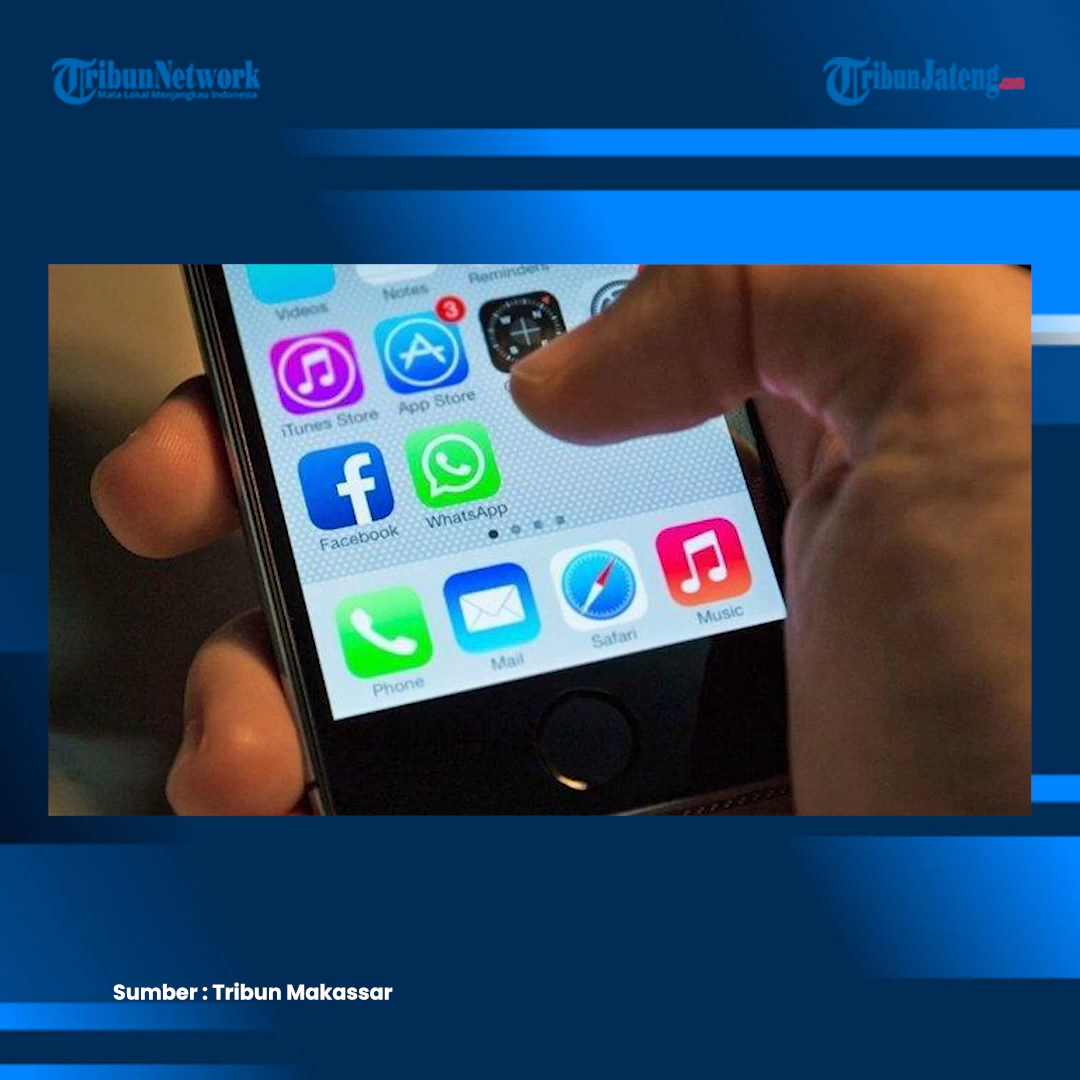 TribunNetwork
Mata Lokal Menjangkau Indonesia
TribunJateng.com
Videos
Notes
Reminders
3
iTunes Store
App Store
Facebook
WhatsApp
Phone
Mail
Safari
Music
Sumber : Tribun Makassar